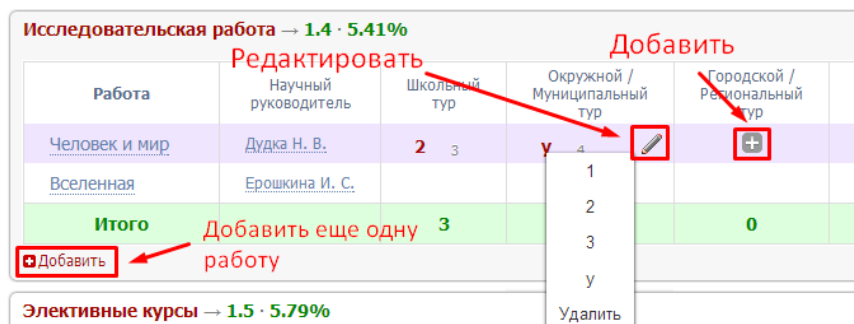 Исследовательская работа → 1.4 · 5.41%
Редактировать
Добавить
Работа
Научный
руководитель
Школьный
тур
Окружной /
Муниципальный
тур
Городской /
Региональный
тур
Человек и мир
Дудка Н. В.
2 3
у 4
Вселенная
Ерошкина И. С.
1
2
3
у
Удалить
Итого
3
0
Добавить еще одну
работу
Добавить
Элективные курсы → 1.5 · 5.79%